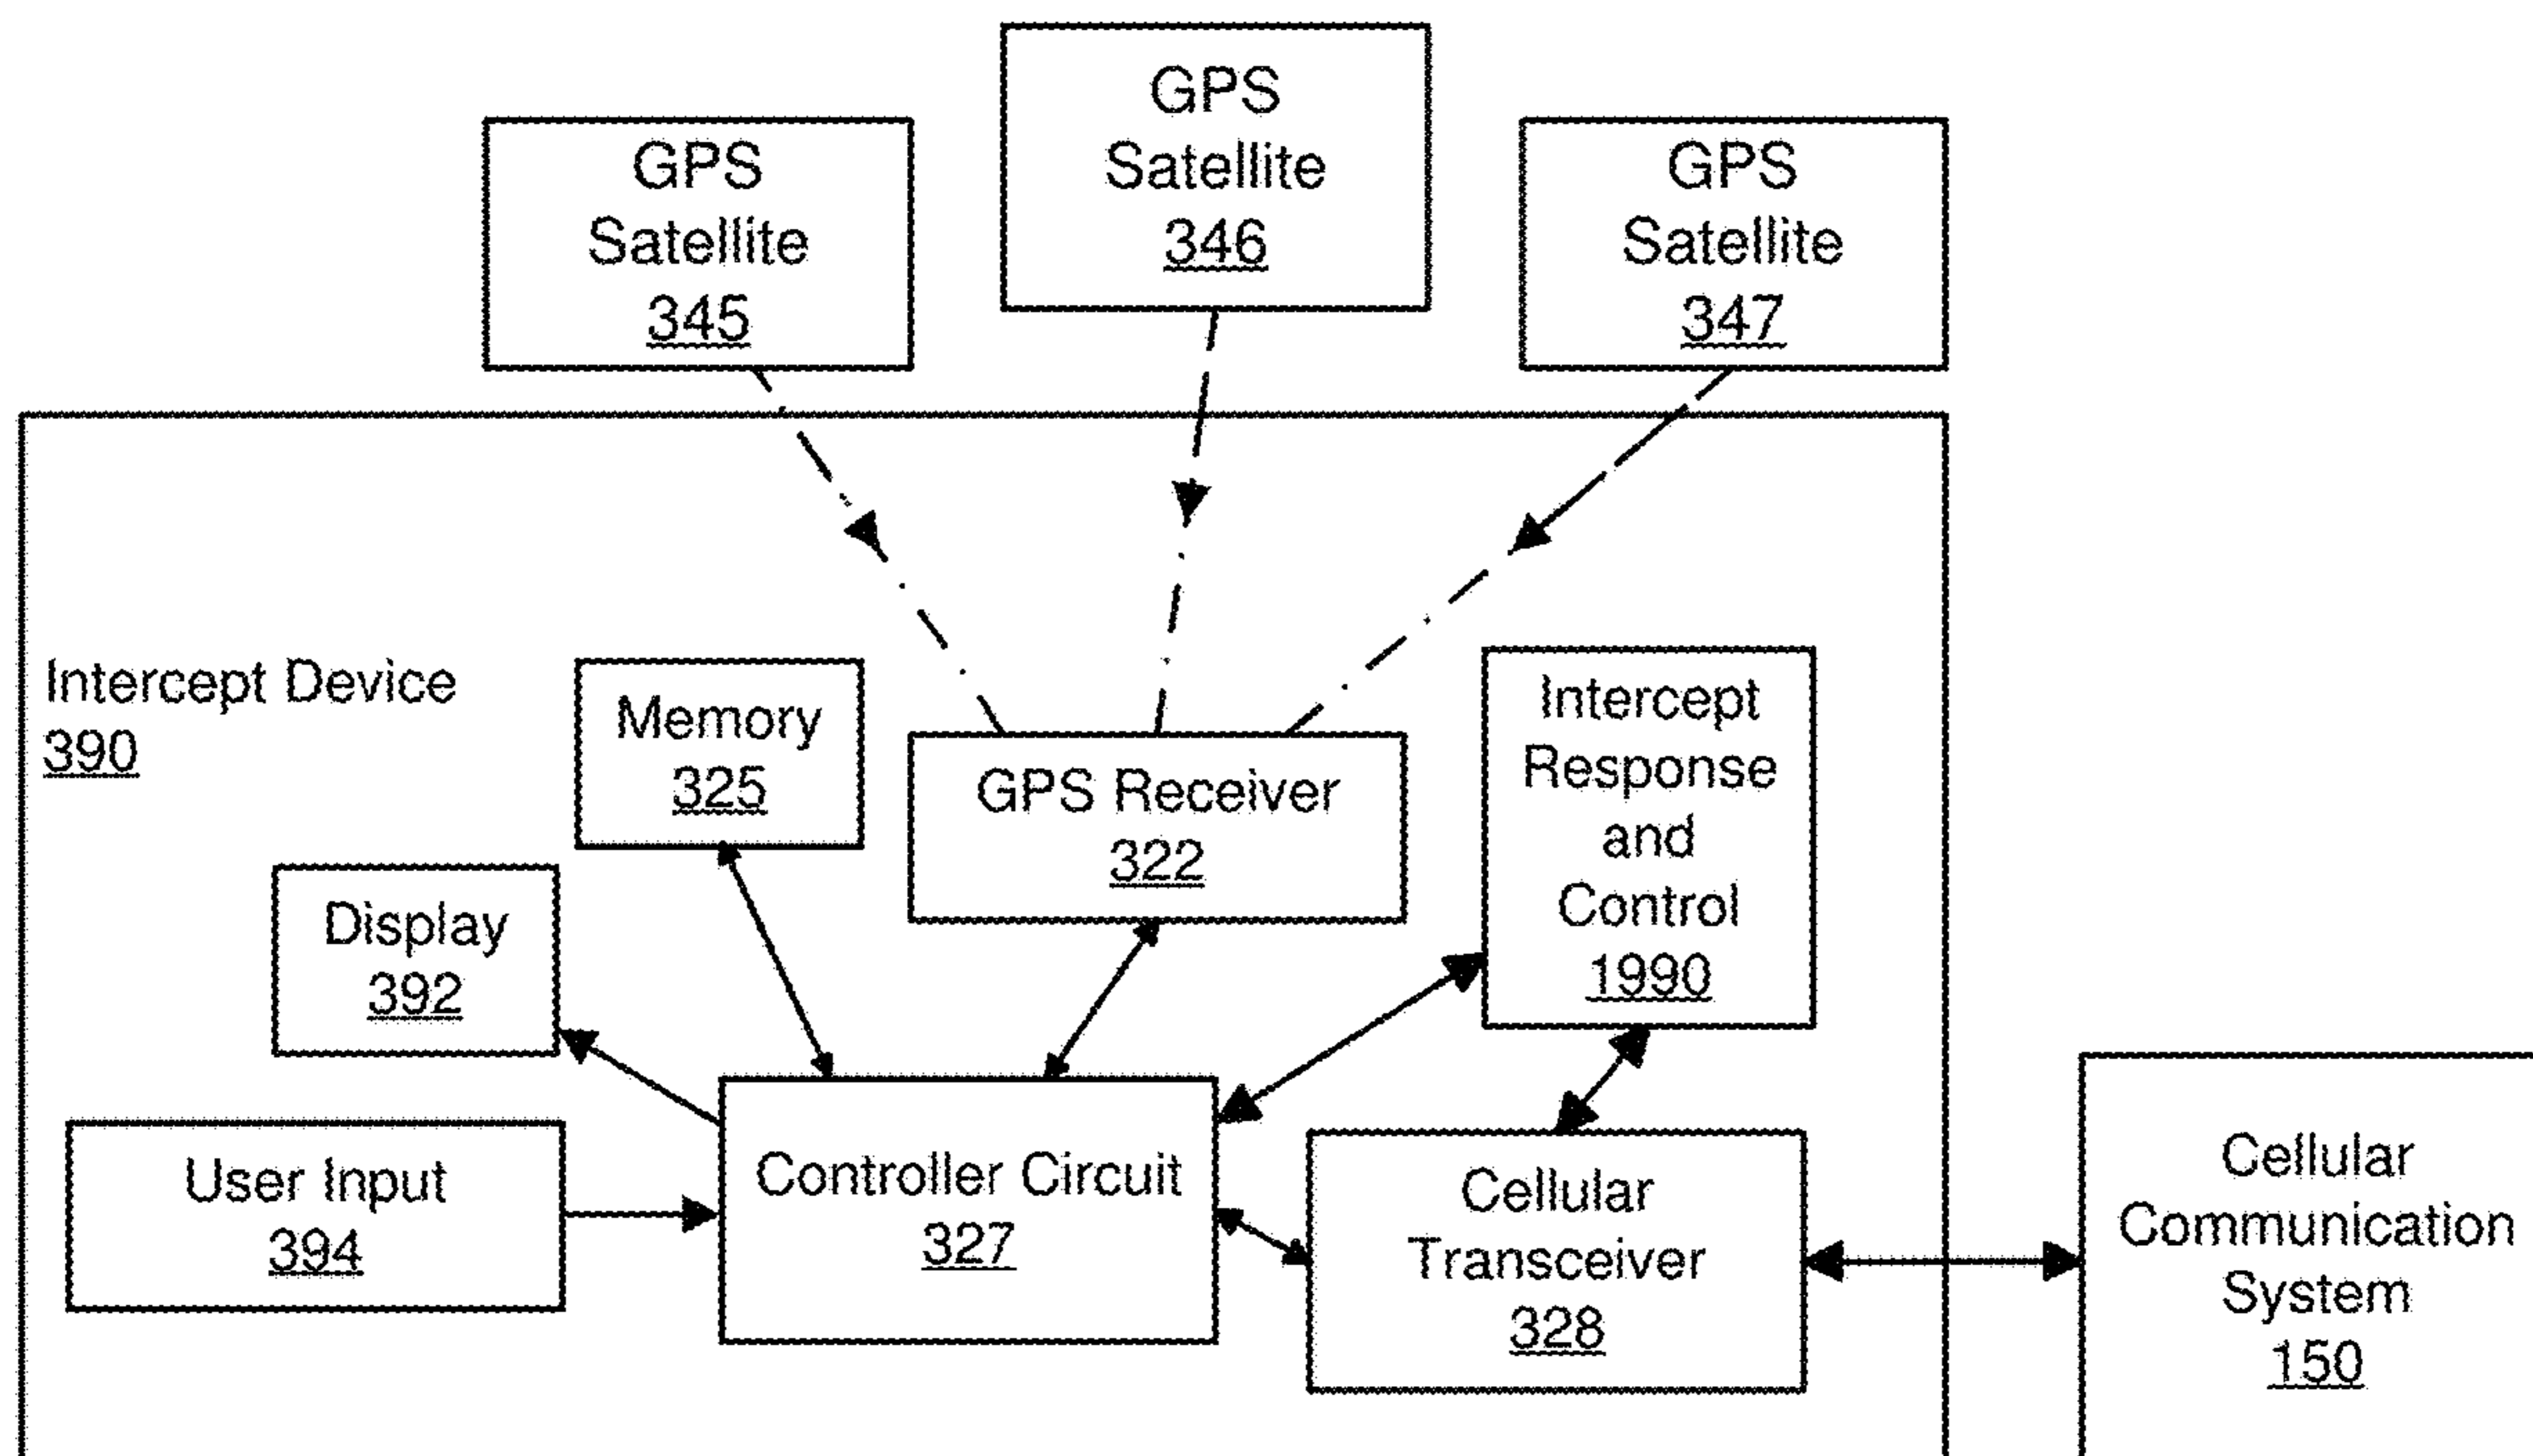 GPS
Satellite
345
GPS
Satellite
346
GPS
Satellite
347
Intercept Device
390
Memory
325
GPS Receiver
322
Intercept
Response
and
Control
1990
Display
392
User Input
394
Controller Circuit
327
Cellular
Transceiver
328
Cellular
Communication
System
150